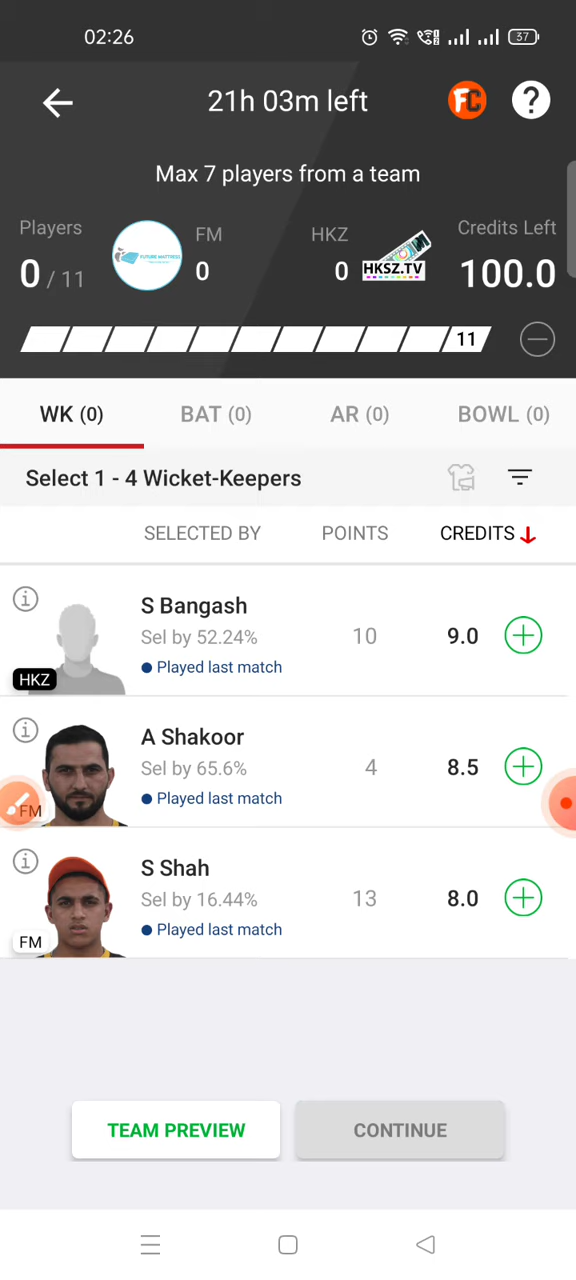 02:26
37
21h 03m left
FC
?
Max 7 players from a team
Players
FM
HKZ
Credits Left
0 / 11
FUTURE MATTRESS
0
0
HKSZ.TV
100.0
11
WK (0)
BAT (0)
AR (0)
BOWL (0)
Select 1 - 4 Wicket-Keepers
SELECTED BY
POINTS
CREDITS
S Bangash
Sel by 52.24%
10
9.0
Played last match
HKZ
A Shakoor
Sel by 65.6%
4
8.5
Played last match
FM
S Shah
Sel by 16.44%
13
8.0
Played last match
FM
TEAM PREVIEW
CONTINUE